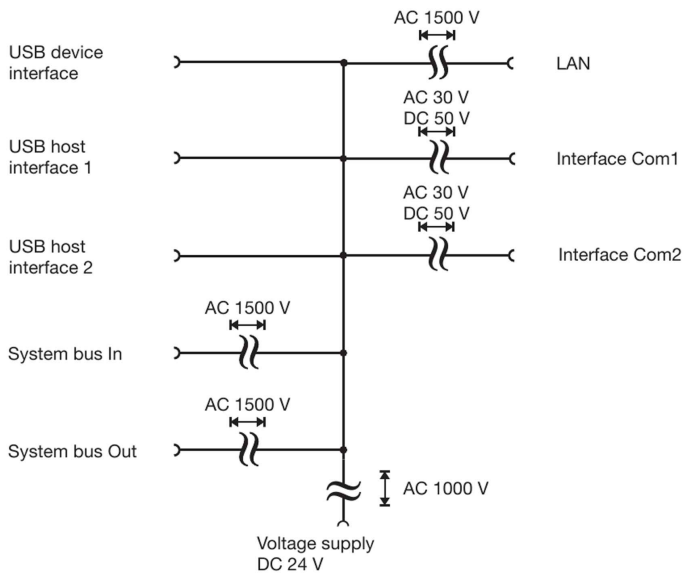 AC 1500 V
USB device
interface
LAN
AC 30 V
DC 50 V
USB host
interface 1
Interface Com1
AC 30 V
DC 50 V
USB host
interface 2
Interface Com2
AC 1500 V
System bus In
AC 1500 V
System bus Out
AC 1000 V
Voltage supply
DC 24 V